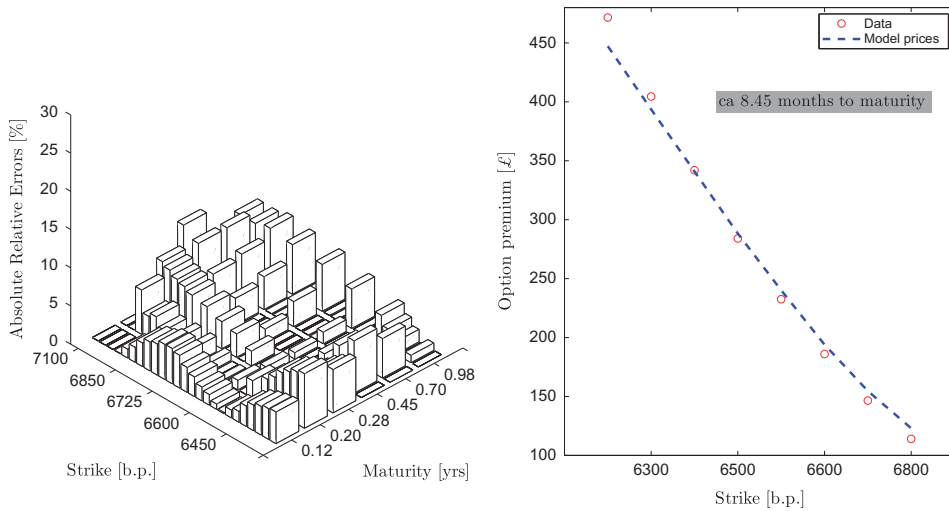 30
25
20
15
10
5
0
Absolute Relative Errors [%]
7100
6850
6725
6600
6450
Strike [b.p.]
0.12
0.20
0.28
0.45
0.70
0.98
Maturity [yrs]
Data
Model prices
ca 8.45 months to maturity
450
400
350
300
250
200
150
100
Option premium [£]
6300 6500 6600 6800
Strike [b.p.]